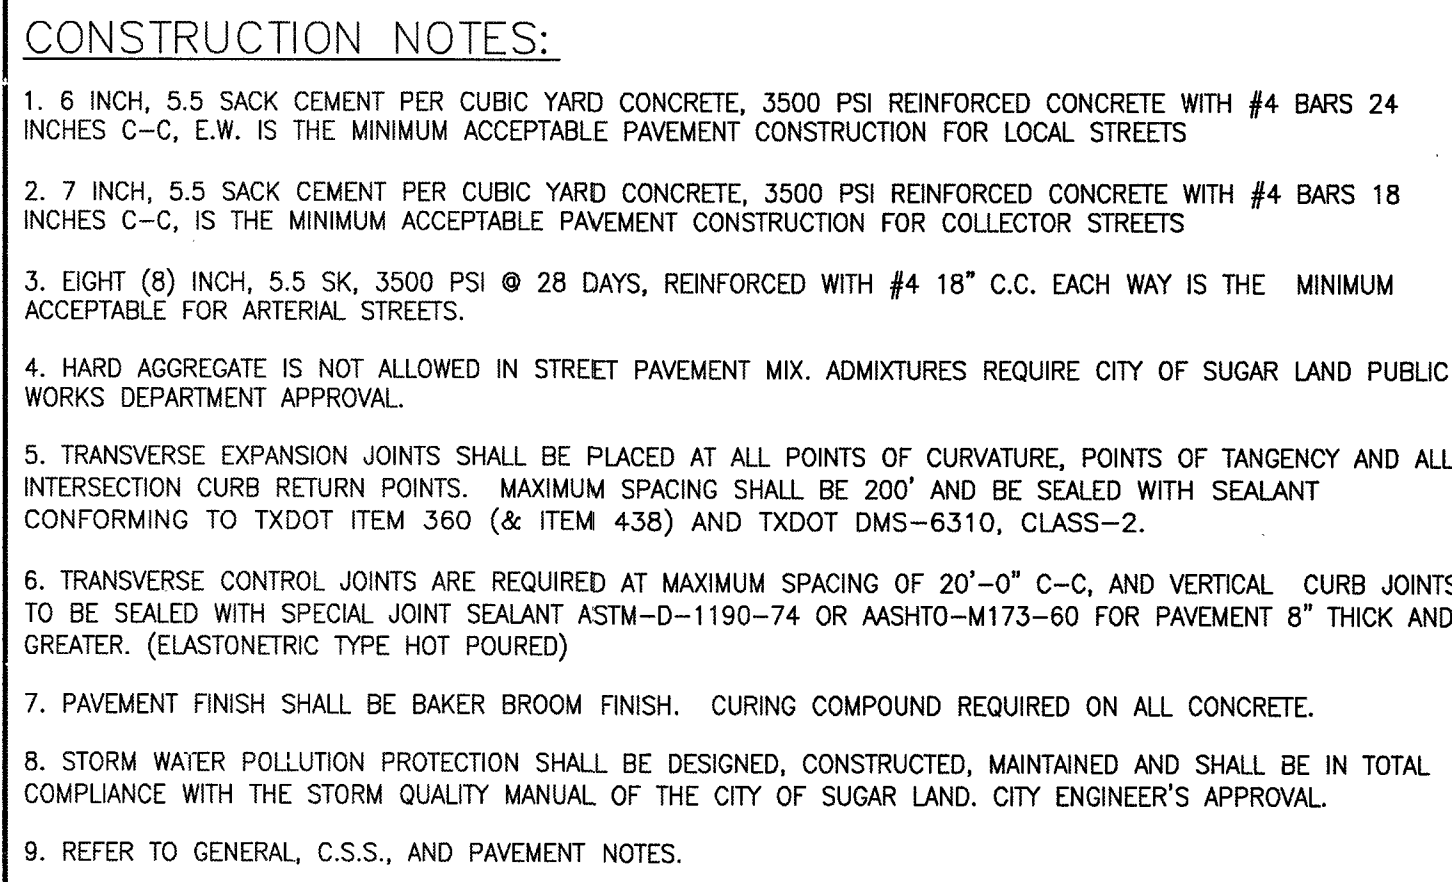 CONSTRUCTION NOTES:
1. 6 INCH, 5.5 SACK CEMENT PER CUBIC YARD CONCRETE, 3500 PSI REINFORCED CONCRETE WITH #4 BARS 24
INCHES C-C, E.W. IS THE MINIMUM ACCEPTABLE PAVEMENT CONSTRUCTION FOR LOCAL STREETS
2. 7 INCH, 5.5 SACK CEMENT PER CUBIC YARD CONCRETE, 3500 PSI REINFORCED CONCRETE WITH #4 BARS 18
INCHES C-C, IS THE MINIMUM ACCEPTABLE PAVEMENT CONSTRUCTION FOR COLLECTOR STREETS
3. EIGHT (8) INCH, 5.5 SK, 3500 PSI @ 28 DAYS, REINFORCED WITH #4 18" C.C. EACH WAY IS THE MINIMUM
ACCEPTABLE FOR ARTERIAL STREETS.
4. HARD AGGREGATE IS NOT ALLOWED IN STREET PAVEMENT MIX. ADMIXTURES REQUIRE CITY OF SUGAR LAND PUBLIC
WORKS DEPARTMENT APPROVAL.
5. TRANSVERSE EXPANSION JOINTS SHALL BE PLACED AT ALL POINTS OF CURVATURE, POINTS OF TANGENCY AND ALL
INTERSECTION CURB RETURN POINTS. MAXIMUM SPACING SHALL BE 200' AND BE SEALED WITH SEALANT
CONFORMING TO TXDOT ITEM 360 (& ITEM 438) AND TXDOT DMS-6310, CLASS-2.
6. TRANSVERSE CONTROL JOINTS ARE REQUIRED AT MAXIMUM SPACING OF 20'-0" C-C, AND VERTICAL CURB JOINTS
TO BE SEALED WITH SPECIAL JOINT SEALANT ASTM-D-1190-74 OR AASHTO-M173-60 FOR PAVEMENT 8" THICK AND
GREATER. (ELASTONETRIC TYPE HOT POURED)
7. PAVEMENT FINISH SHALL BE BAKER BROOM FINISH. CURING COMPOUND REQUIRED ON ALL CONCRETE.
8. STORM WATER POLLUTION PROTECTION SHALL BE DESIGNED, CONSTRUCTED, MAINTAINED AND SHALL BE IN TOTAL
COMPLIANCE WITH THE STORM QUALITY MANUAL OF THE CITY OF SUGAR LAND. CITY ENGINEER'S APPROVAL.
9. REFER TO GENERAL, C.S.S., AND PAVEMENT NOTES.